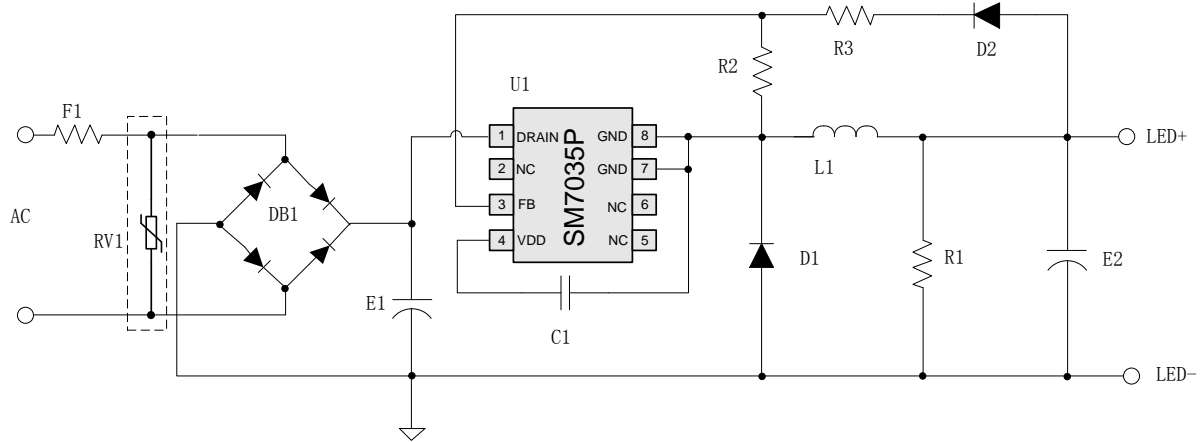 R3
D2
R2
U1
F1
1
DRAIN
GND
8
LED+
2
NC
GND
7
L1
SM7035P
AC
DB1
3
FB
NC
6
RV1
4
VDD
NC
5
D1
R1
E2
E1
C1
LED-